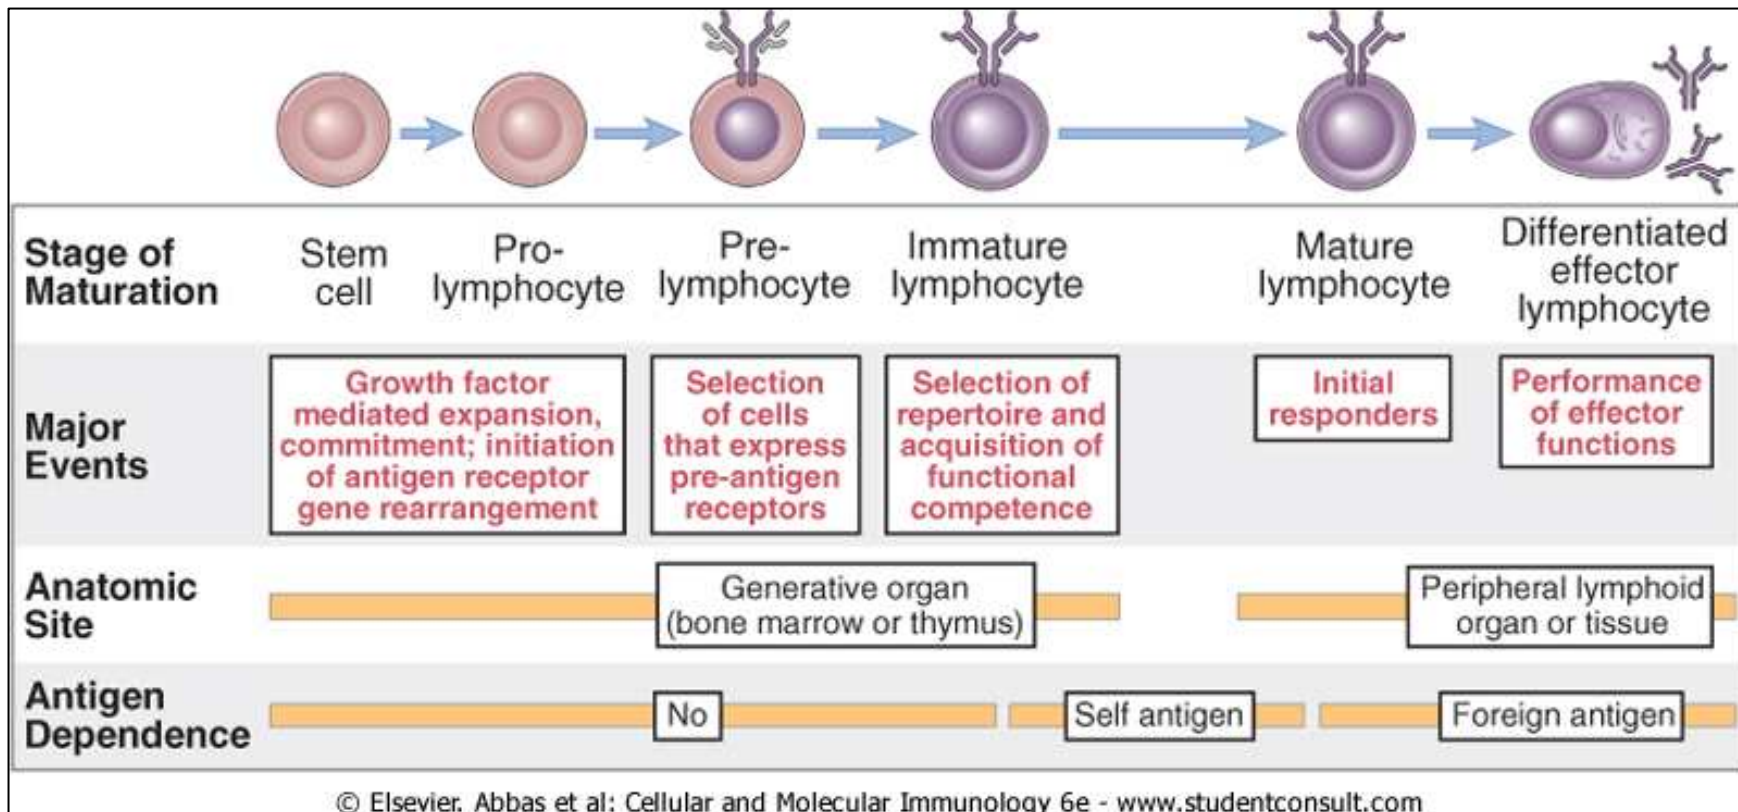 Stage of
Maturation
Stem
cell
Pro-
lymphocyte
Pre-
lymphocyte
Immature
lymphocyte
Mature
lymphocyte
Differentiated
effector
lymphocyte
Major
Events
Growth factor
mediated expansion,
commitment; initiation
of antigen receptor
gene rearrangement
Selection
of cells
that express
pre-antigen
receptors
Selection of
repertoire and
acquisition of
functional
competence
Initial
responders
Performance
of effector
functions
Anatomic
Site
Generative organ
(bone marrow or thymus)
Peripheral lymphoid
organ or tissue
Antigen
Dependence
No
Self antigen
Foreign antigen
© Elsevier. Abbas et al: Cellular and Molecular Immunology 6e - www.studentconsult.com